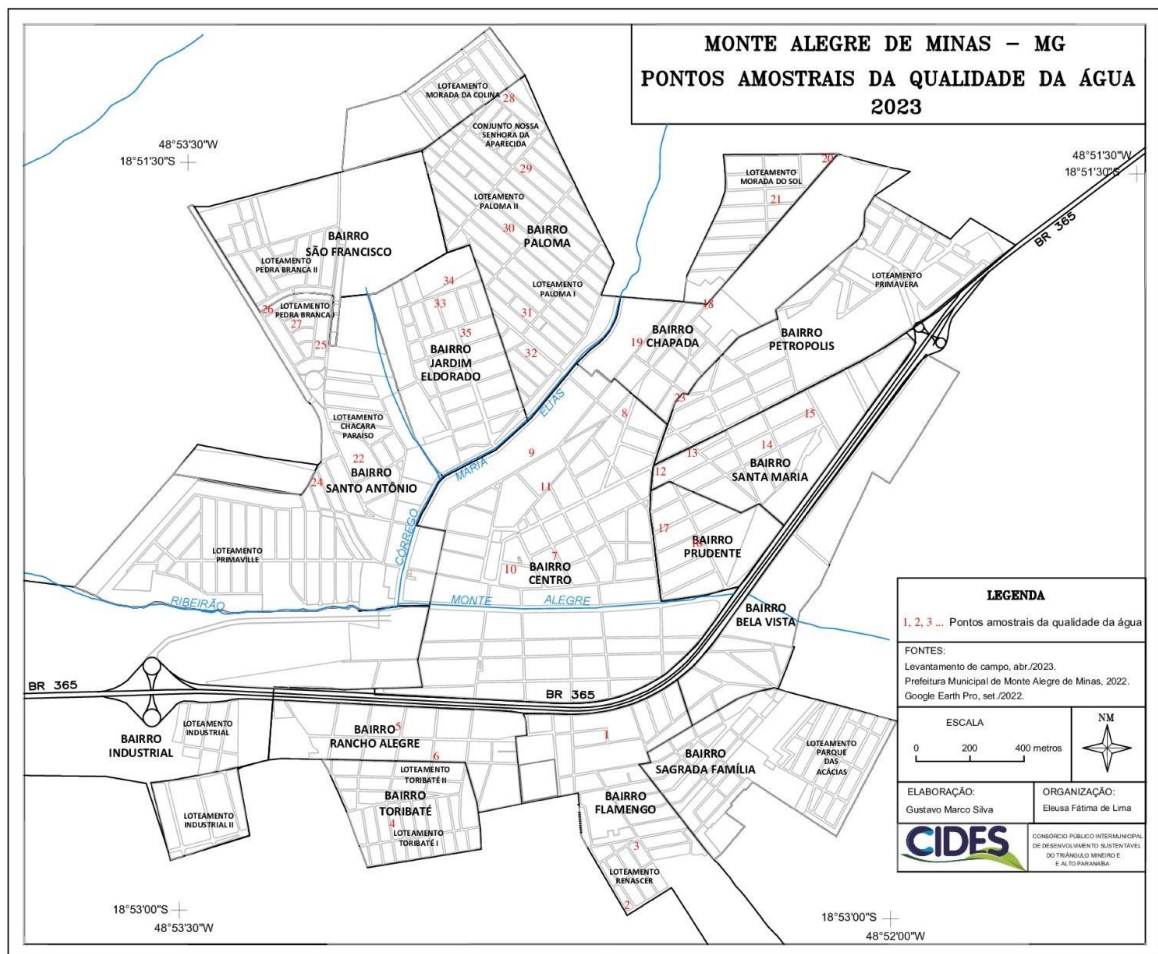 MONTE ALEGRE DE MINAS - MG
PONTOS AMOSTRAIS DA QUALIDADE DA ÁGUA
2023
48°53'30"W
18°51'30"S
48°51'30"W
18°51'30"S
LOTEAMENTO
MORADA DA COLINA
28
CONJUNTO NOSSA
SENHORA DA
APARECIDA
29
LOTEAMENTO
PALOMA II
30
BAIRRO
PALOMA
LOTEAMENTO
PALOMA I
31
32
20
LOTEAMENTO
MORADA DO SOL
21
BR 365
BAIRRO
SÃO FRANCISCO
LOTEAMENTO
PEDRA BRANCA II
26
LOTEAMENTO
PEDRA BRANCA I
27
25
34
33
35
BAIRRO
JARDIM
ELDORADO
LOTEAMENTO
PRIMAVERA
18
19
BAIRRO
CHAPADA
BAIRRO
PETROPOLIS
23
8
15
LOTEAMENTO
CHACARA
PARAÍSO
22
24
BAIRRO
SANTO ANTÔNIO
CÓRREGO
MARIA
ELIAS
9
11
12
13
14
BAIRRO
SANTA MARIA
17
16
BAIRRO
PRUDENTE
LOTEAMENTO
PRIMAVILLE
7
10
BAIRRO
CENTRO
RIBEIRÃO
MONTE
ALEGRE
BAIRRO
BELA VISTA
BR 365
BR 365
BAIRRO
INDUSTRIAL
LOTEAMENTO
INDUSTRIAL
LOTEAMENTO
INDUSTRIAL II
5
BAIRRO
RANCHO ALEGRE
6
LOTEAMENTO
TORIBATÉ II
BAIRRO
TORIBATÉ
4
LOTEAMENTO
TORIBATÉ I
1
BAIRRO
SAGRADA FAMÍLIA
LOTEAMENTO
PARQUE
DAS
ACÁCIAS
BAIRRO
FLAMENGO
3
LOTEAMENTO
RENASCER
2
18°53'00"S
48°53'30"W
18°53'00"S
48°52'00"W
LEGENDA
1, 2, 3 ... Pontos amostrais da qualidade da água
FONTES:
Levantamento de campo, abr./2023.
Prefeitura Municipal de Monte Alegre de Minas, 2022.
Google Earth Pro, set./2022.
ESCALA
0 200 400 metros
NM
ELABORAÇÃO:
Gustavo Marco Silva
ORGANIZAÇÃO:
Eleusa Fátima de Lima
CIDES
CONSÓRCIO PÚBLICO INTERMUNICIPAL
DE DESENVOLVIMENTO SUSTENTÁVEL
DO TRIÂNGULO MINEIRO E
E ALTO PARANAÍBA